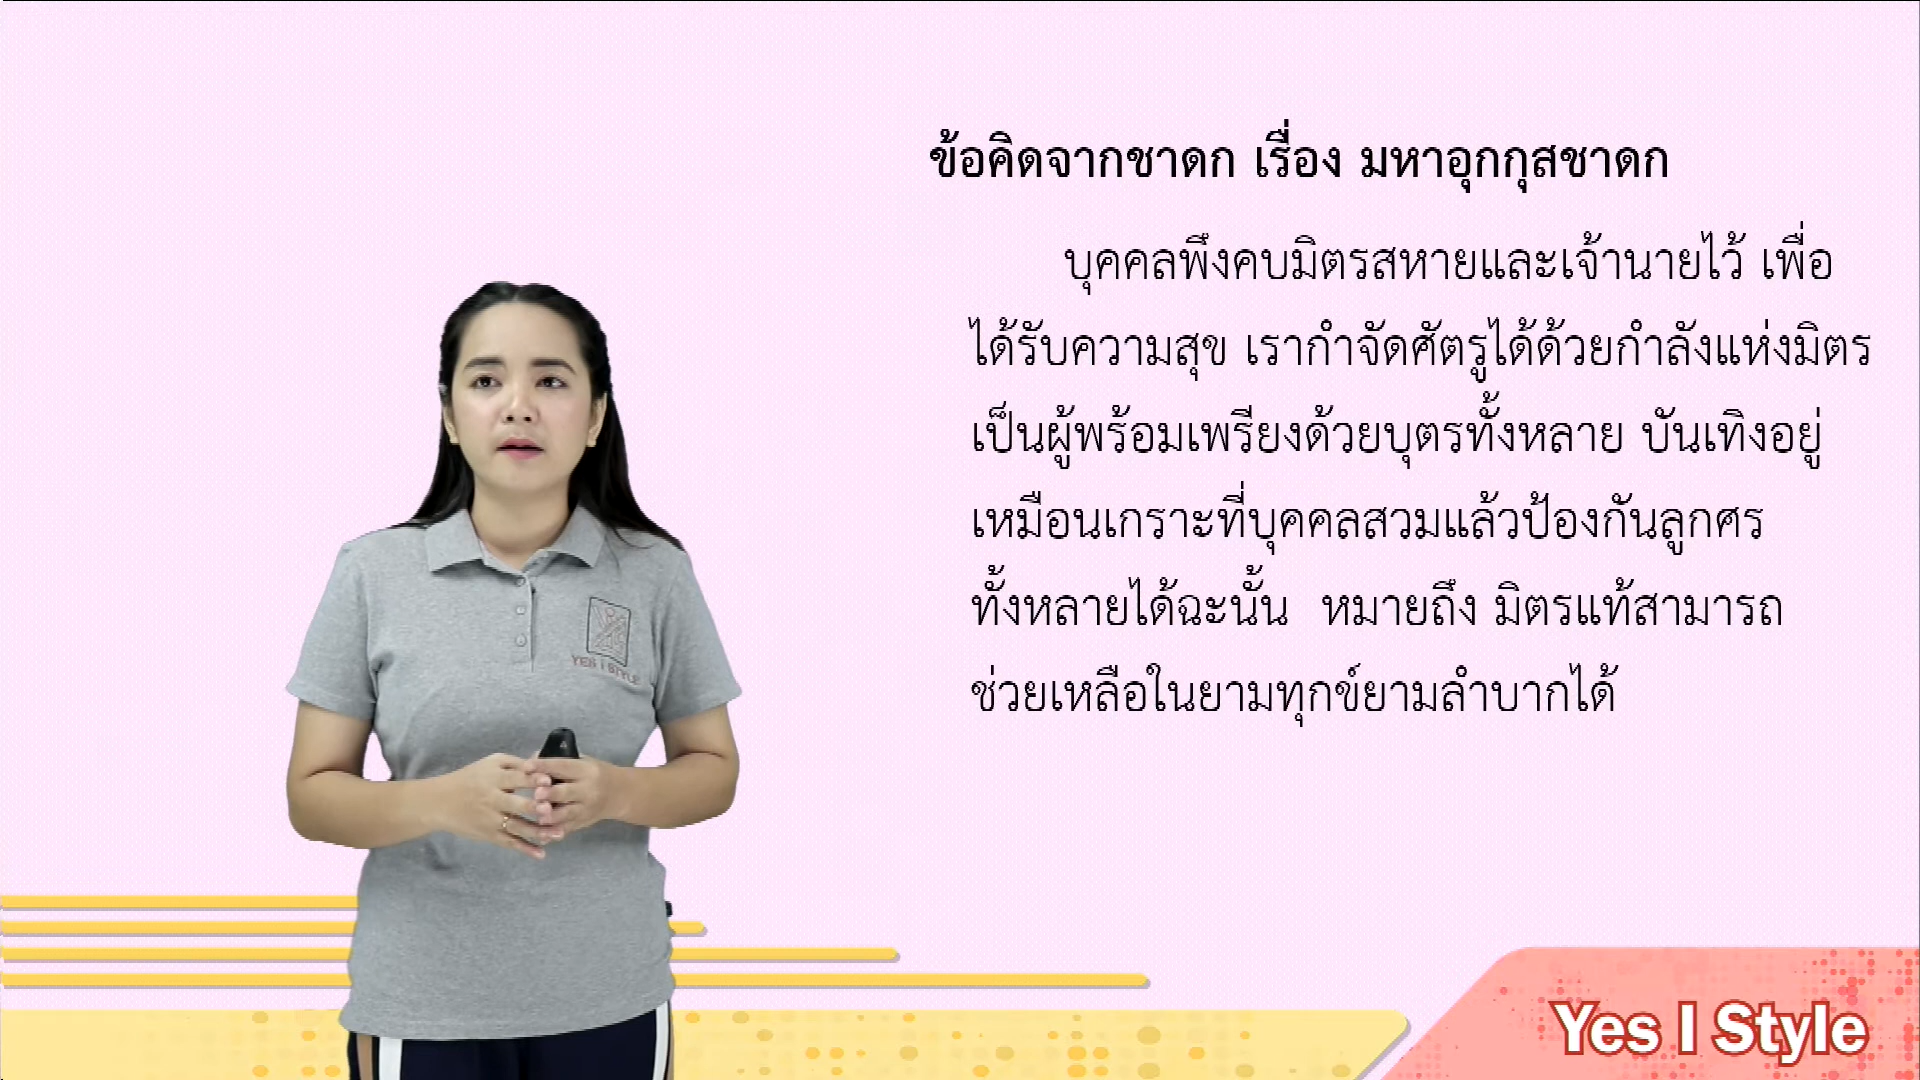 ข้อคิดจากชาดก เรื่อง มหาอุกกุสชาดก
บุคคลพึงคบมิตรสหายและเจ้านายไว้ เพื่อ
ได้รับความสุข เรากำจัดศัตรูได้ด้วยกำลังแห่งมิตร
เป็นผู้พร้อมเพรียงด้วยบุตรทั้งหลาย บันเทิงอยู่
เหมือนเกราะที่บุคคลสวมแล้วป้องกันลูกศร
ทั้งหลายได้ฉะนั้น หมายถึง มิตรแท้สามารถ
ช่วยเหลือในยามทุกข์ยามลำบากได้
YES I STYLE
Yes I Style